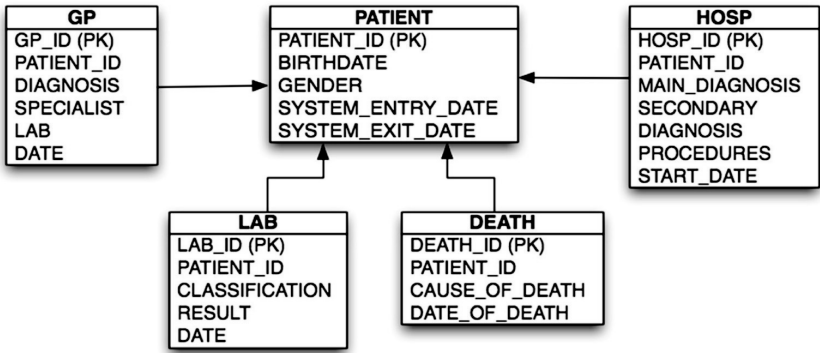 GP
GP_ID (PK)
PATIENT_ID
DIAGNOSIS
SPECIALIST
LAB
DATE
PATIENT
PATIENT_ID (PK)
BIRTHDATE
GENDER
SYSTEM_ENTRY_DATE
SYSTEM_EXIT_DATE
HOSP
HOSP_ID (PK)
PATIENT_ID
MAIN_DIAGNOSIS
SECONDARY
DIAGNOSIS
PROCEDURES
START_DATE
LAB
LAB_ID (PK)
PATIENT_ID
CLASSIFICATION
RESULT
DATE
DEATH
DEATH_ID (PK)
PATIENT_ID
CAUSE_OF_DEATH
DATE_OF_DEATH